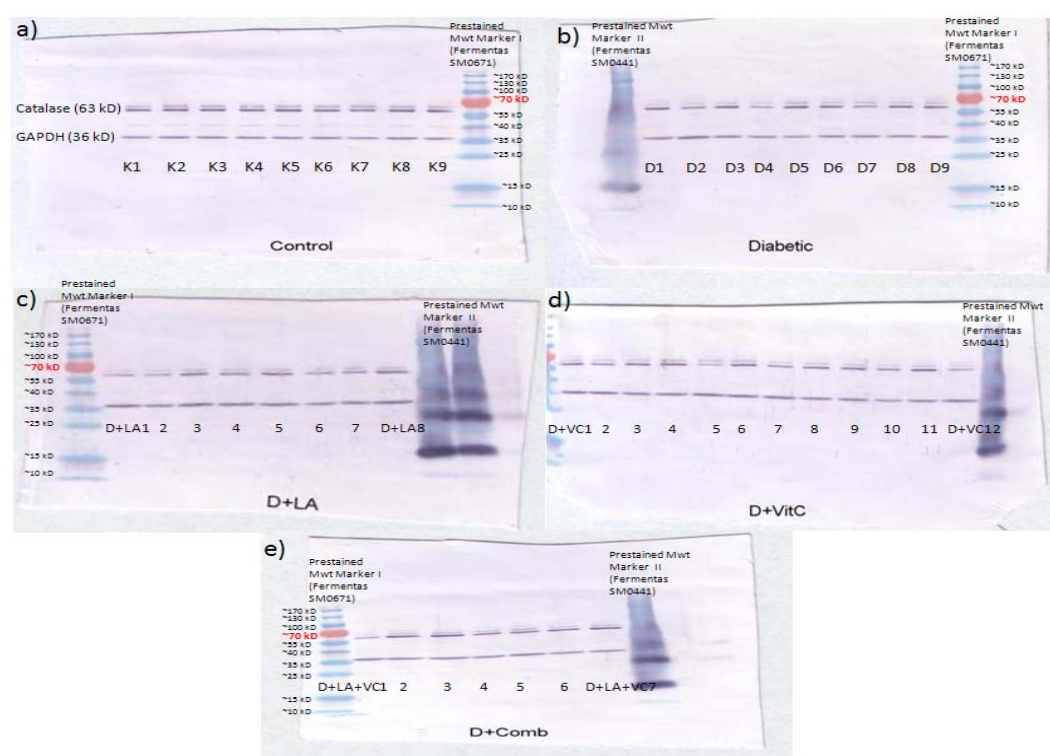 a)
Prestained
Mwt Marker I
(Fermentas
SM0671)
~170 kD
~130 kD
~100 kD
~70 kD
~55 kD
~40 kD
~35 kD
~25 kD
~15 kD
~10 kD
Catalase (63 kD)
GAPDH (36 kD)
K1 K2 K3 K4 K5 K6 K7 K8 K9
Control
b)
Prestained
Mwt
Marker II
(Fermentas
SM0441)
Prestained
Mwt Marker I
(Fermentas
SM0671)
~170 kD
~130 kD
~100 kD
~70 kD
~55 kD
~40 kD
~35 kD
~25 kD
~15 kD
~10 kD
D1 D2 D3 D4 D5 D6 D7 D8 D9
Diabetic
c)
Prestained
Mwt Marker I
(Fermentas
SM0671)
~170 kD
~130 kD
~100 kD
~70 kD
~55 kD
~40 kD
~35 kD
~25 kD
~15 kD
~10 kD
Prestained Mwt
Marker II
(Fermentas
SM0441)
D+LA1 2 3 4 5 6 7 D+LA8
D+LA
d)
Prestained Mwt
Marker II
(Fermentas
SM0441)
D+VC1 2 3 4 5 6 7 8 9 10 11 D+VC12
D+VitC
e)
Prestained
Mwt Marker I
(Fermentas
SM0671)
~170 kD
~130 kD
~100 kD
~70 kD
~55 kD
~40 kD
~35 kD
~25 kD
~15 kD
~10 kD
Prestained Mwt
Marker II
(Fermentas
SM0441)
D+LA+VC1 2 3 4 5 6 D+LA+VC7
D+Comb